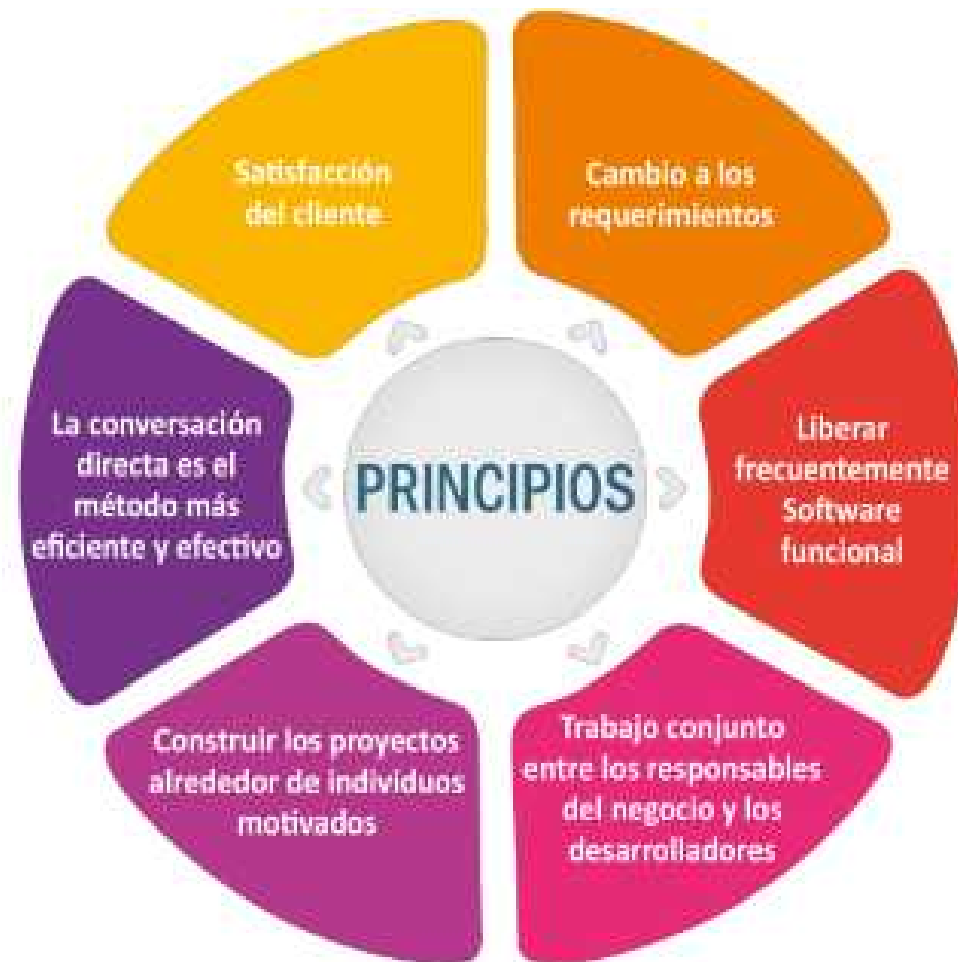 Satisfacción
del cliente
Cambio a los
requerimientos
Liberar
frecuentemente
Software
funcional
Trabajo conjunto
entre los responsables
del negocio y los
desarrolladores
Construir los proyectos
alrededor de individuos
motivados
La conversación
directa es el
método más
eficiente y efectivo
PRINCIPIOS